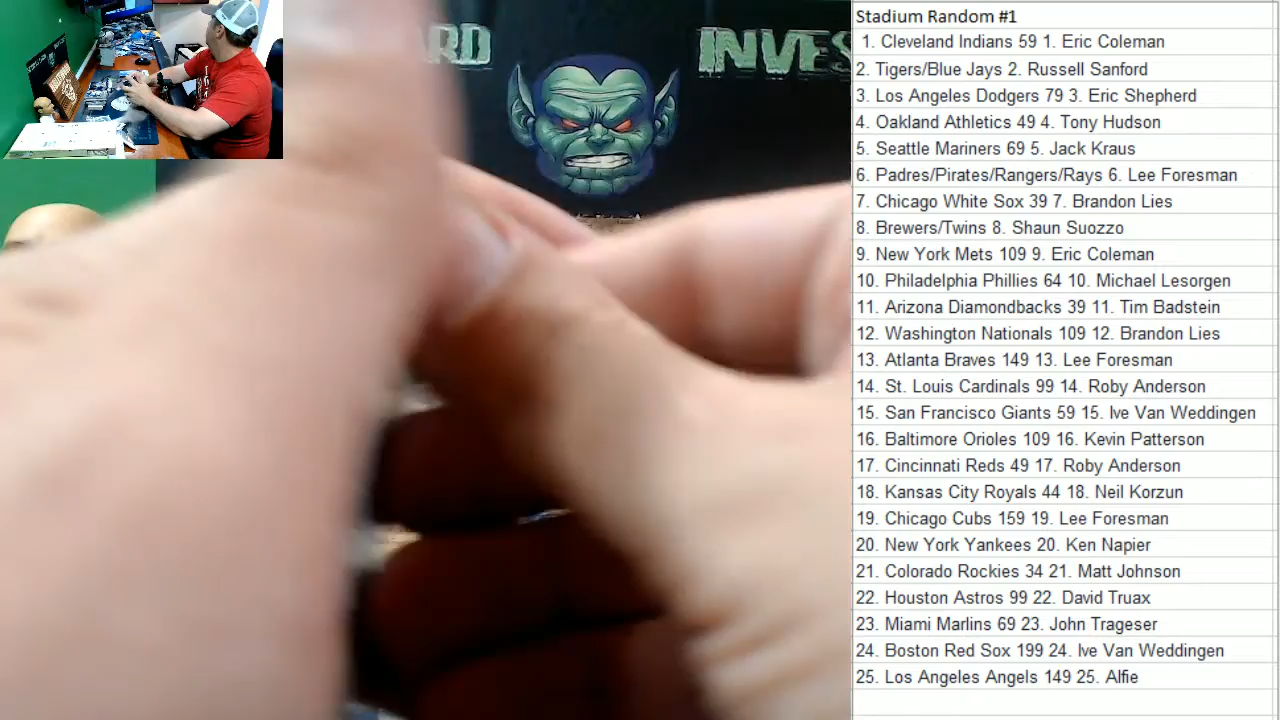 ARD INVES
Stadium Random #1
1. Cleveland Indians 59 1. Eric Coleman
2. Tigers/Blue Jays 2. Russell Sanford
3. Los Angeles Dodgers 79 3. Eric Shepherd
4. Oakland Athletics 49 4. Tony Hudson
5. Seattle Mariners 69 5. Jack Kraus
6. Padres/Pirates/Rangers/Rays 6. Lee Foresman
7. Chicago White Sox 39 7. Brandon Lies
8. Brewers/Twins 8. Shaun Suozzo
9. New York Mets 109 9. Eric Coleman
10. Philadelphia Phillies 64 10. Michael Lesorgen
11. Arizona Diamondbacks 39 11. Tim Badstein
12. Washington Nationals 109 12. Brandon Lies
13. Atlanta Braves 149 13. Lee Foresman
14. St. Louis Cardinals 99 14. Roby Anderson
15. San Francisco Giants 59 15. Ive Van Weddingen
16. Baltimore Orioles 109 16. Kevin Patterson
17. Cincinnati Reds 49 17. Roby Anderson
18. Kansas City Royals 44 18. Neil Korzun
19. Chicago Cubs 159 19. Lee Foresman
20. New York Yankees 20. Ken Napier
21. Colorado Rockies 34 21. Matt Johnson
22. Houston Astros 99 22. David Truax
23. Miami Marlins 69 23. John Trageser
24. Boston Red Sox 199 24. Ive Van Weddingen
25. Los Angeles Angels 149 25. Alfie